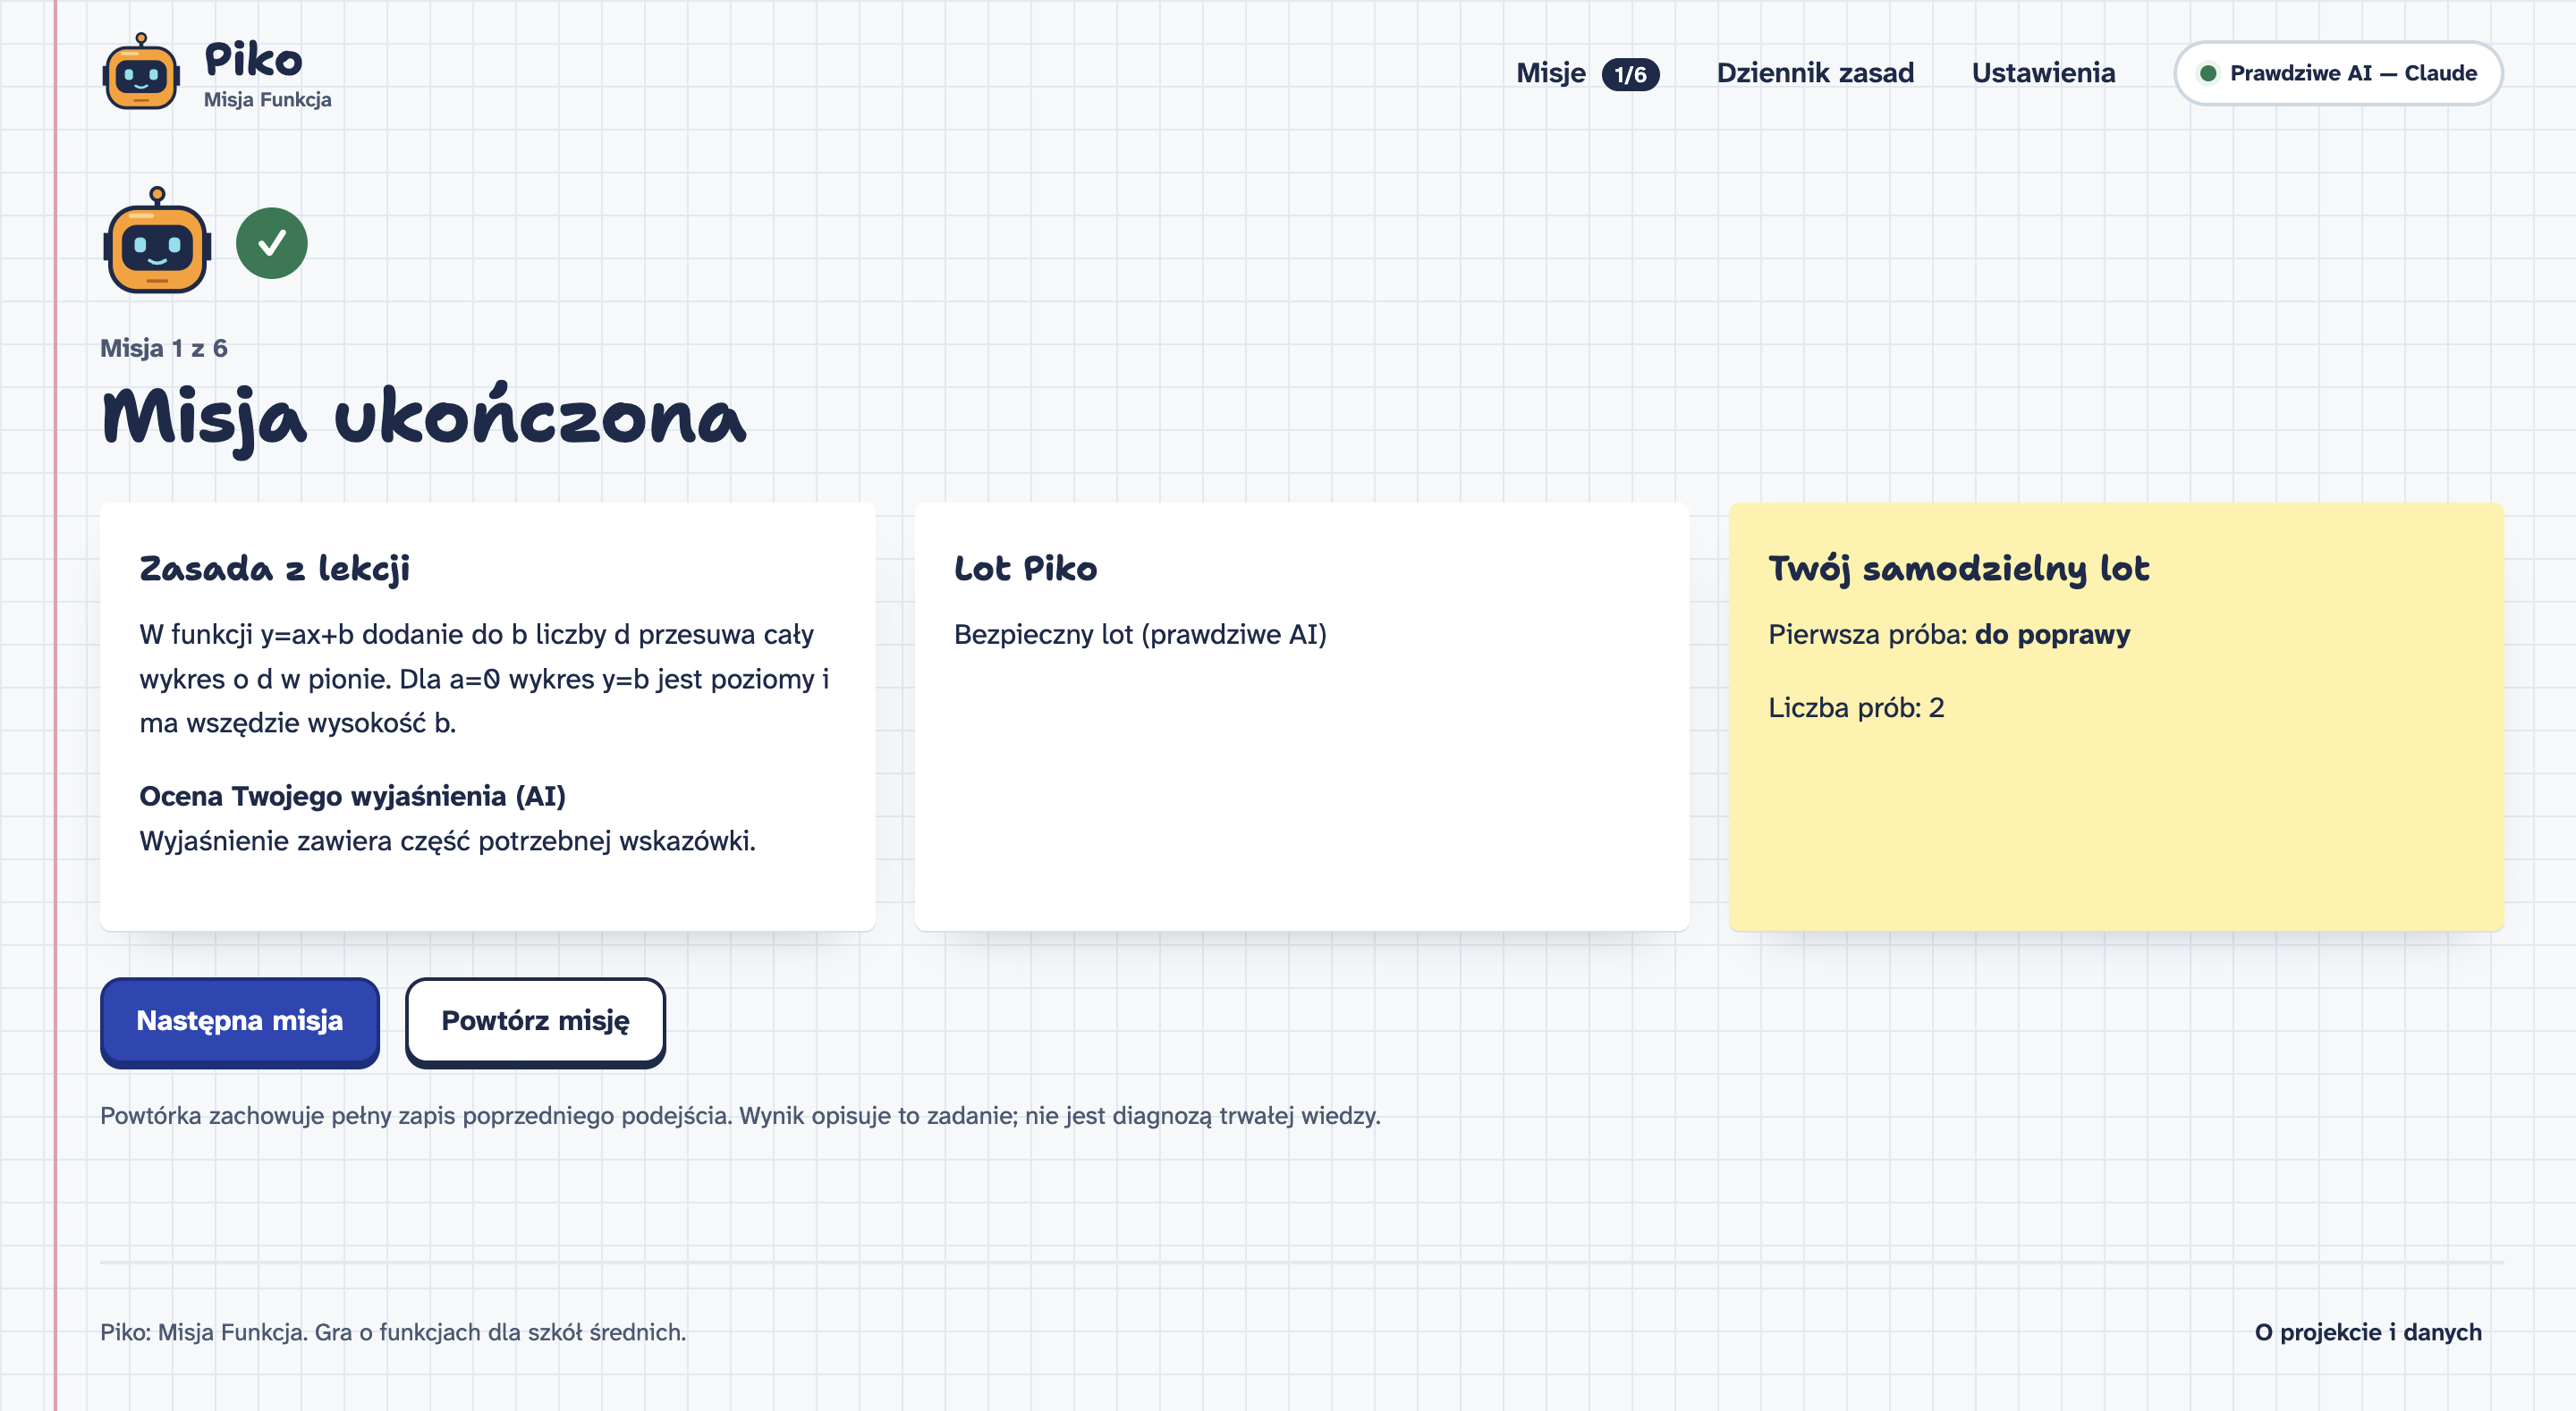 Piko
Misja Funkcja
Misje 1/6
Dziennik zasad
Ustawienia
Prawdziwe AI — Claude
Misja 1 z 6
Misja ukończona
Zasada z lekcji
W funkcji y=ax+b dodanie do b liczby d przesuwa cały
wykres o d w pionie. Dla a=0 wykres y=b jest poziomy i
ma wszędzie wysokość b.
Ocena Twojego wyjaśnienia (AI)
Wyjaśnienie zawiera część potrzebnej wskazówki.
Lot Piko
Bezpieczny lot (prawdziwe AI)
Twój samodzielny lot
Pierwsza próba: do poprawy
Liczba prób: 2
Następna misja
Powtórz misję
Powtórka zachowuje pełny zapis poprzedniego podejścia. Wynik opisuje to zadanie; nie jest diagnozą trwałej wiedzy.
Piko: Misja Funkcja. Gra o funkcjach dla szkół średnich.
O projekcie i danych